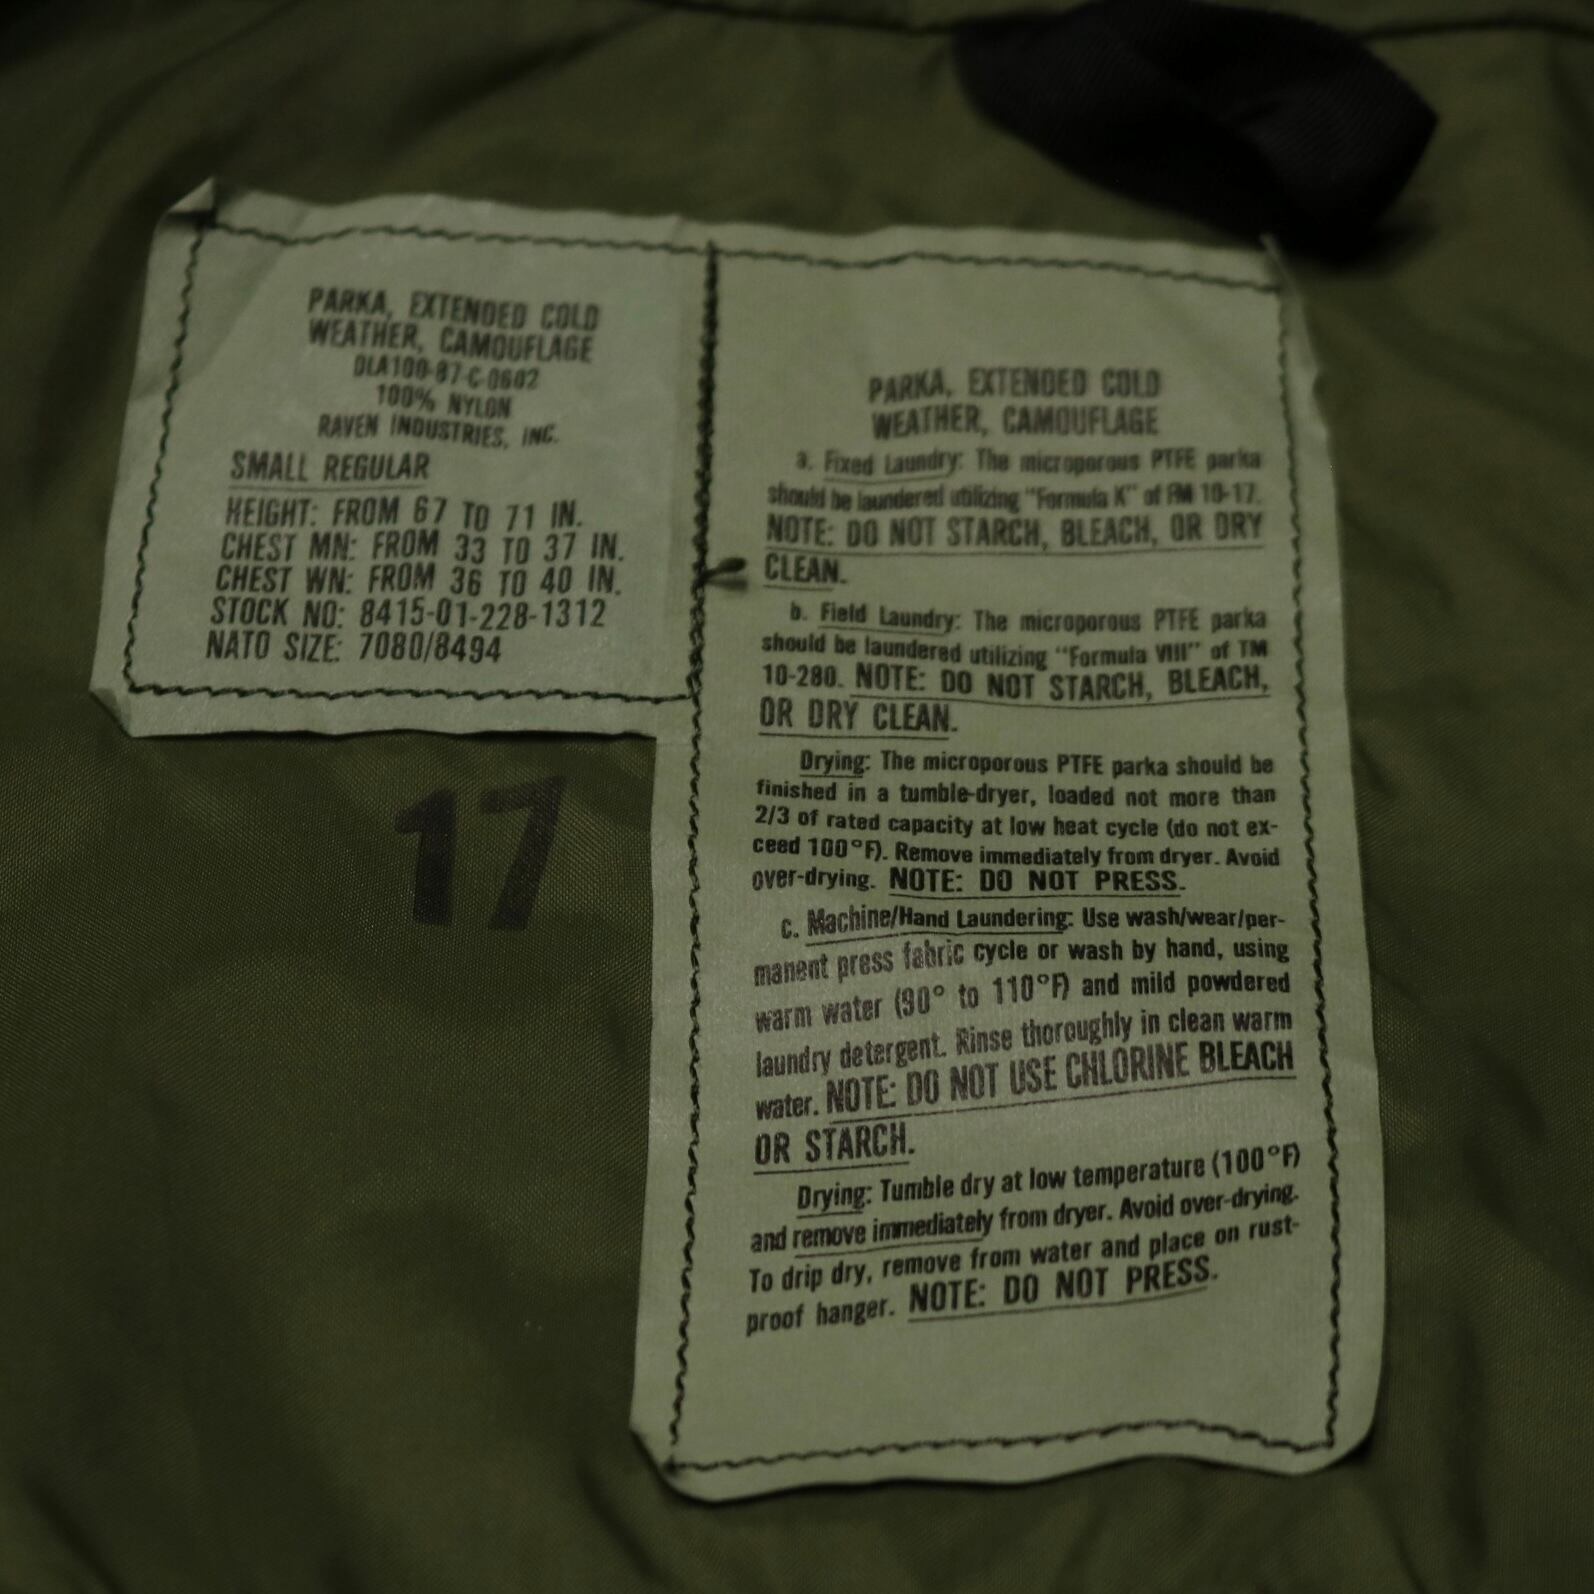 PARKA, EXTENDED COLD
WEATHER, CAMOUFLAGE
DLA100-87-C-0602
100% NYLON
RAVEN INDUSTRIES, INC.
SMALL REGULAR
HEIGHT: FROM 67 TO 71 IN.
CHEST MN: FROM 33 TO 37 IN.
CHEST WN: FROM 36 TO 40 IN.
STOCK NO: 8415-01-228-1312
NATO SIZE: 7080/8494
17
PARKA, EXTENDED COLD
WEATHER, CAMOUFLAGE
a. Fixed Laundry: The microporous PTFE parka
should be laundered utilizing "Formula K" of FM 10-17.
NOTE: DO NOT STARCH, BLEACH, OR DRY
CLEAN.
b. Field Laundry: The microporous PTFE parka
should be laundered utilizing "Formula VIII" of TM
10-280. NOTE: DO NOT STARCH, BLEACH,
OR DRY CLEAN.
Drying: The microporous PTFE parka should be
finished in a tumble-dryer, loaded not more than
2/3 of rated capacity at low heat cycle (do not ex-
ceed 100°F). Remove immediately from dryer. Avoid
over-drying. NOTE: DO NOT PRESS.
c. Machine/Hand Laundering: Use wash/wear/per-
manent press fabric cycle or wash by hand, using
warm water (90° to 110°F) and mild powdered
laundry detergent. Rinse thoroughly in clean warm
water. NOTE: DO NOT USE CHLORINE BLEACH
OR STARCH.
Drying: Tumble dry at low temperature (100°F)
and remove immediately from dryer. Avoid over-drying.
To drip dry, remove from water and place on rust-
proof hanger. NOTE: DO NOT PRESS.